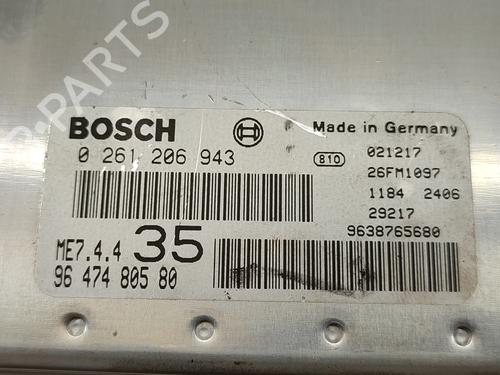 BOSCH
Made in Germany
0 261 206 943
810
021217
26FM1097
1184 2406
29217
9638765680
ME7.4.4 35
96 474 805 80
PARTS